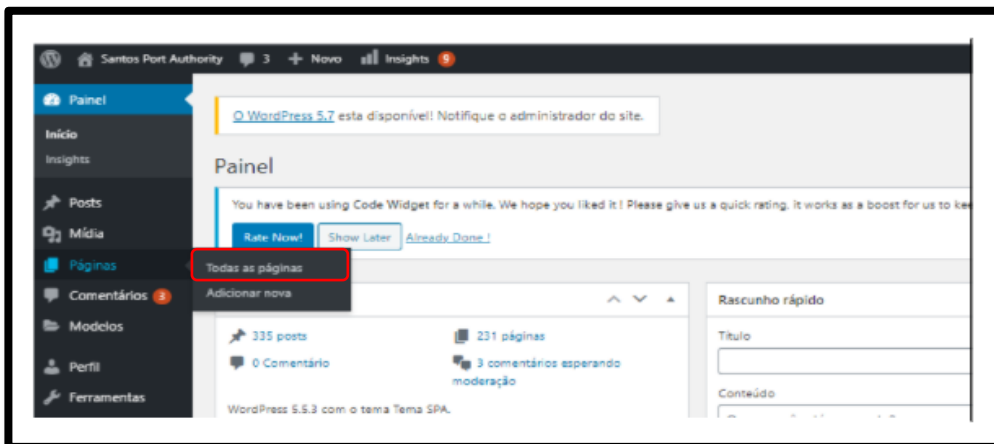 Santos Port Authority 3 + Novo Insights 9
Painel
Início
Insights
Posts
Mídia
Páginas
Comentários 3
Modelos
Perfil
Ferramentas
Todas as páginas
Adicionar nova
O WordPress 5.7 esta disponível! Notifique o administrador do site.
Painel
You have been using Code Widget for a while. We hope you liked it ! Please give us a quick rating, it works as a boost for us to
Rate Now! Show Later Already Done !
335 posts 231 páginas
0 Comentário 3 comentários esperando
moderação
WordPress 5.5.3 com o tema Tema SPA.
Rascunho rápido
Título
Conteúdo